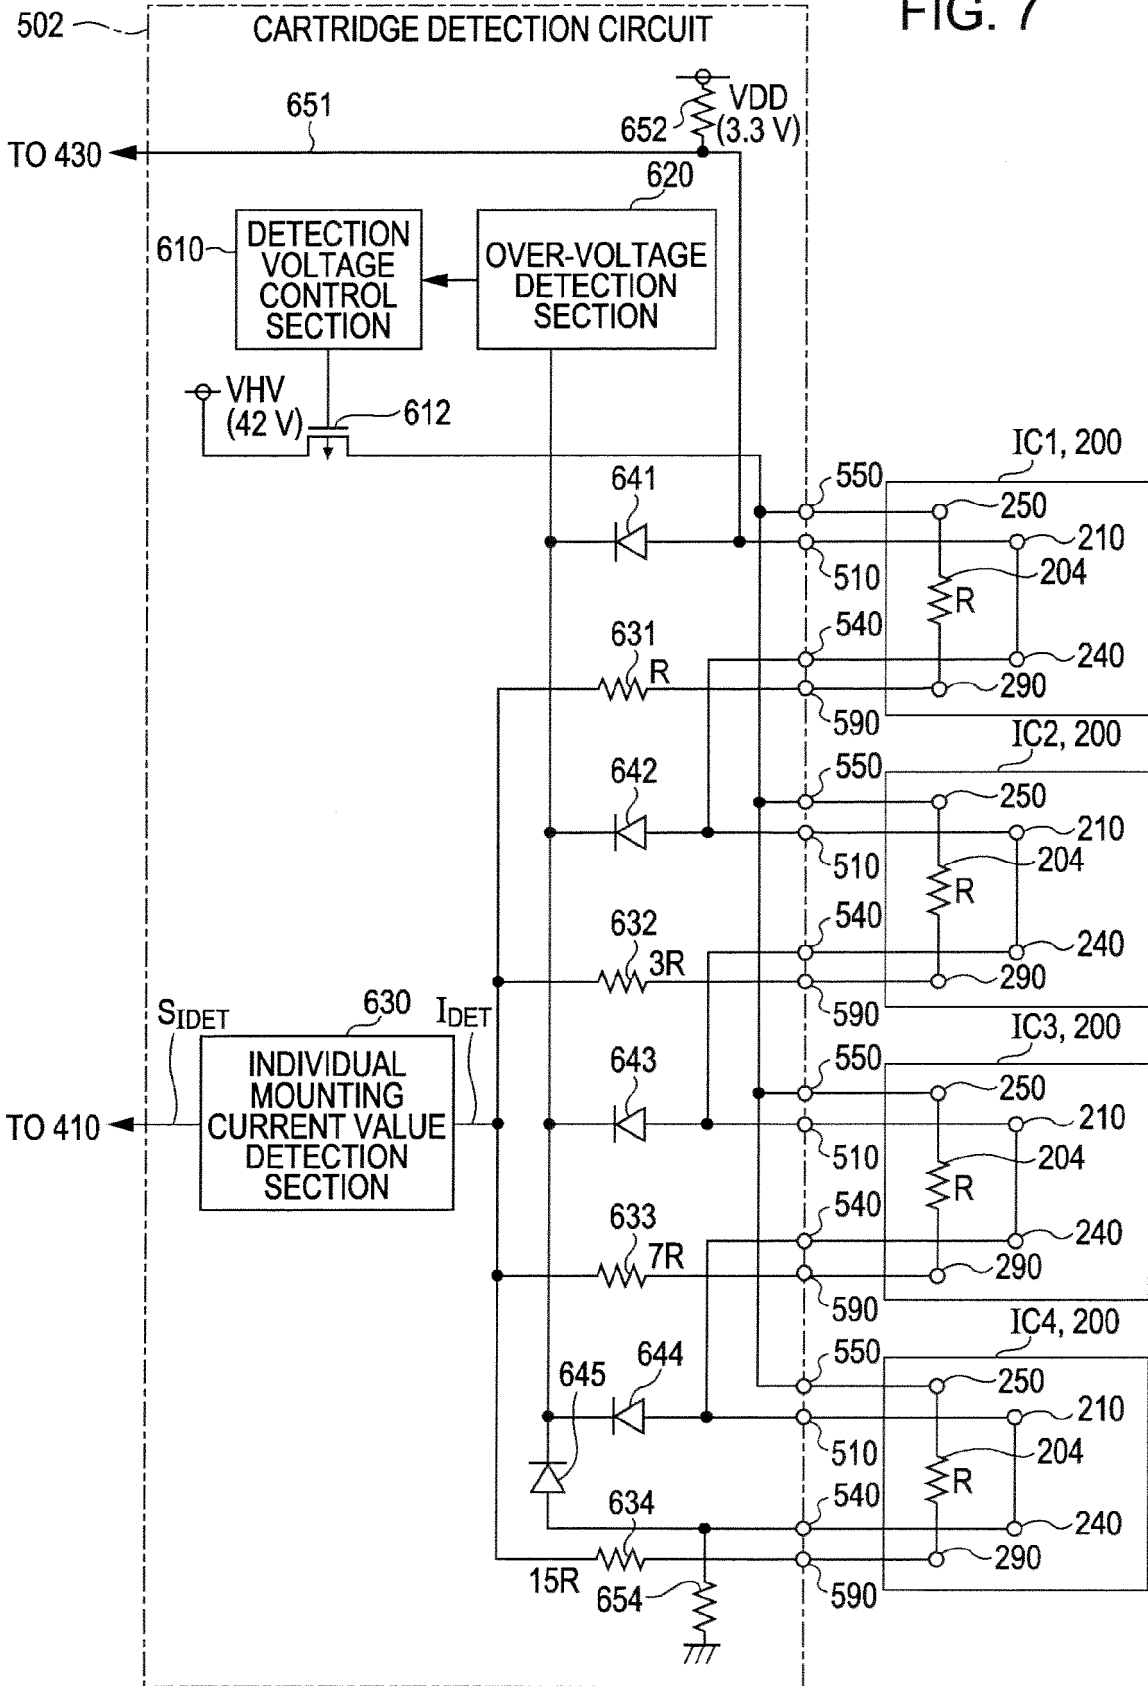 FIG. 7
502
CARTRIDGE DETECTION CIRCUIT
651
652
VDD
(3.3 V)
TO 430
620
610
DETECTION
VOLTAGE
CONTROL
SECTION
OVER-VOLTAGE
DETECTION
SECTION
VHV
(42 V)
612
IC1, 200
641
550
250
510
210
204
R
631
R
540
240
590
290
IC2, 200
642
550
250
510
210
204
R
632
3R
540
240
590
290
SIDET
630
IDET
INDIVIDUAL
MOUNTING
CURRENT VALUE
DETECTION
SECTION
TO 410
IC3, 200
643
550
250
510
210
204
R
633
7R
540
240
590
290
IC4, 200
645
644
550
250
510
210
204
R
634
15R
540
240
590
290
654